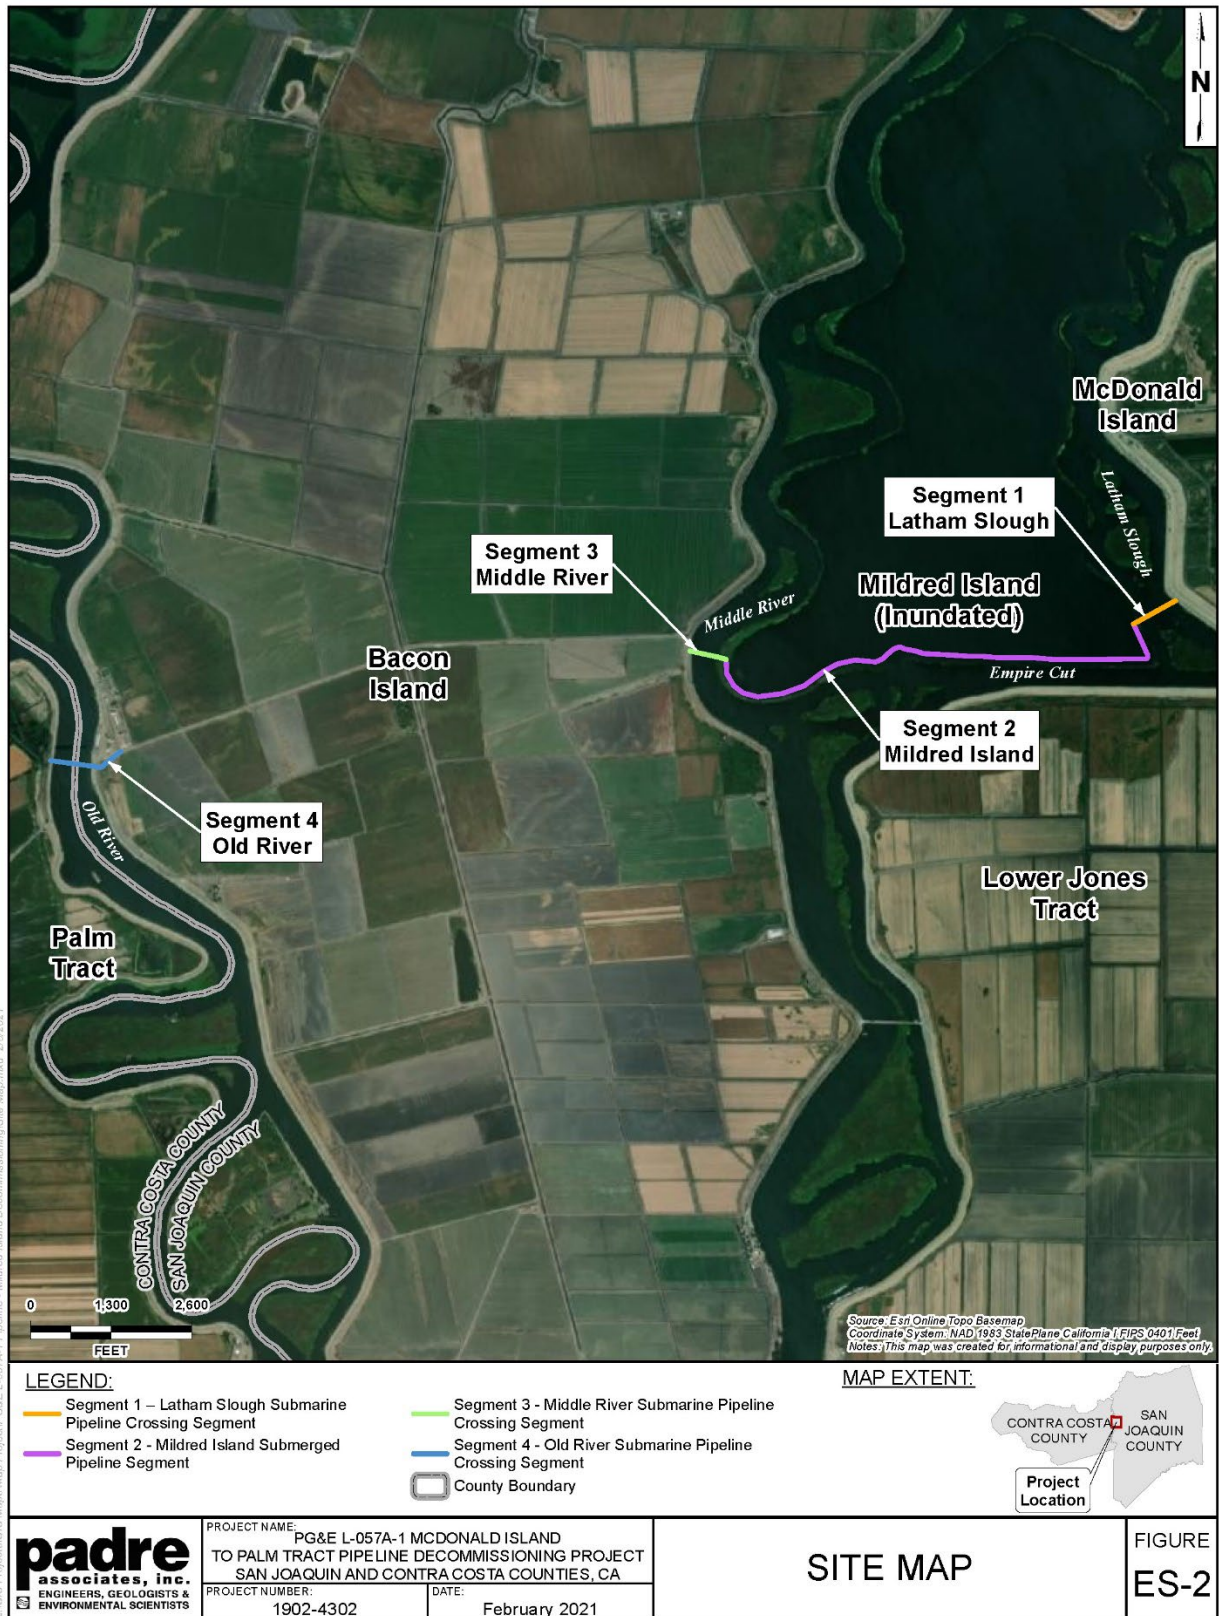 N
McDonald
Island
Latham Slough
Segment 1
Latham Slough
Segment 3
Middle River
Mildred Island
(Inundated)
Middle River
Bacon
Island
Empire Cut
Segment 2
Mildred Island
Segment 4
Old River
Old River
Lower Jones
Tract
Palm
Tract
CONTRA COSTA COUNTY
SAN JOAQUIN COUNTY
0 1,300 2,600
FEET
Source: Esri Online Topo Basemap
Coordinate System: NAD 1983 StatePlane California I FIPS 0401 Feet
Notes: This map was created for informational and display purposes only.
LEGEND:
Segment 1 – Latham Slough Submarine
Pipeline Crossing Segment
Segment 2 - Mildred Island Submerged
Pipeline Segment
Segment 3 - Middle River Submarine Pipeline
Crossing Segment
Segment 4 - Old River Submarine Pipeline
Crossing Segment
County Boundary
MAP EXTENT:
CONTRA COSTA
COUNTY
SAN
JOAQUIN
COUNTY
Project
Location
padre
associates, inc.
ENGINEERS, GEOLOGISTS &
ENVIRONMENTAL SCIENTISTS
PROJECT NAME:
PG&E L-057A-1 MCDONALD ISLAND
TO PALM TRACT PIPELINE DECOMMISSIONING PROJECT
SAN JOAQUIN AND CONTRA COSTA COUNTIES, CA
PROJECT NUMBER:
1902-4302
DATE:
February 2021
SITE MAP
FIGURE
ES-2